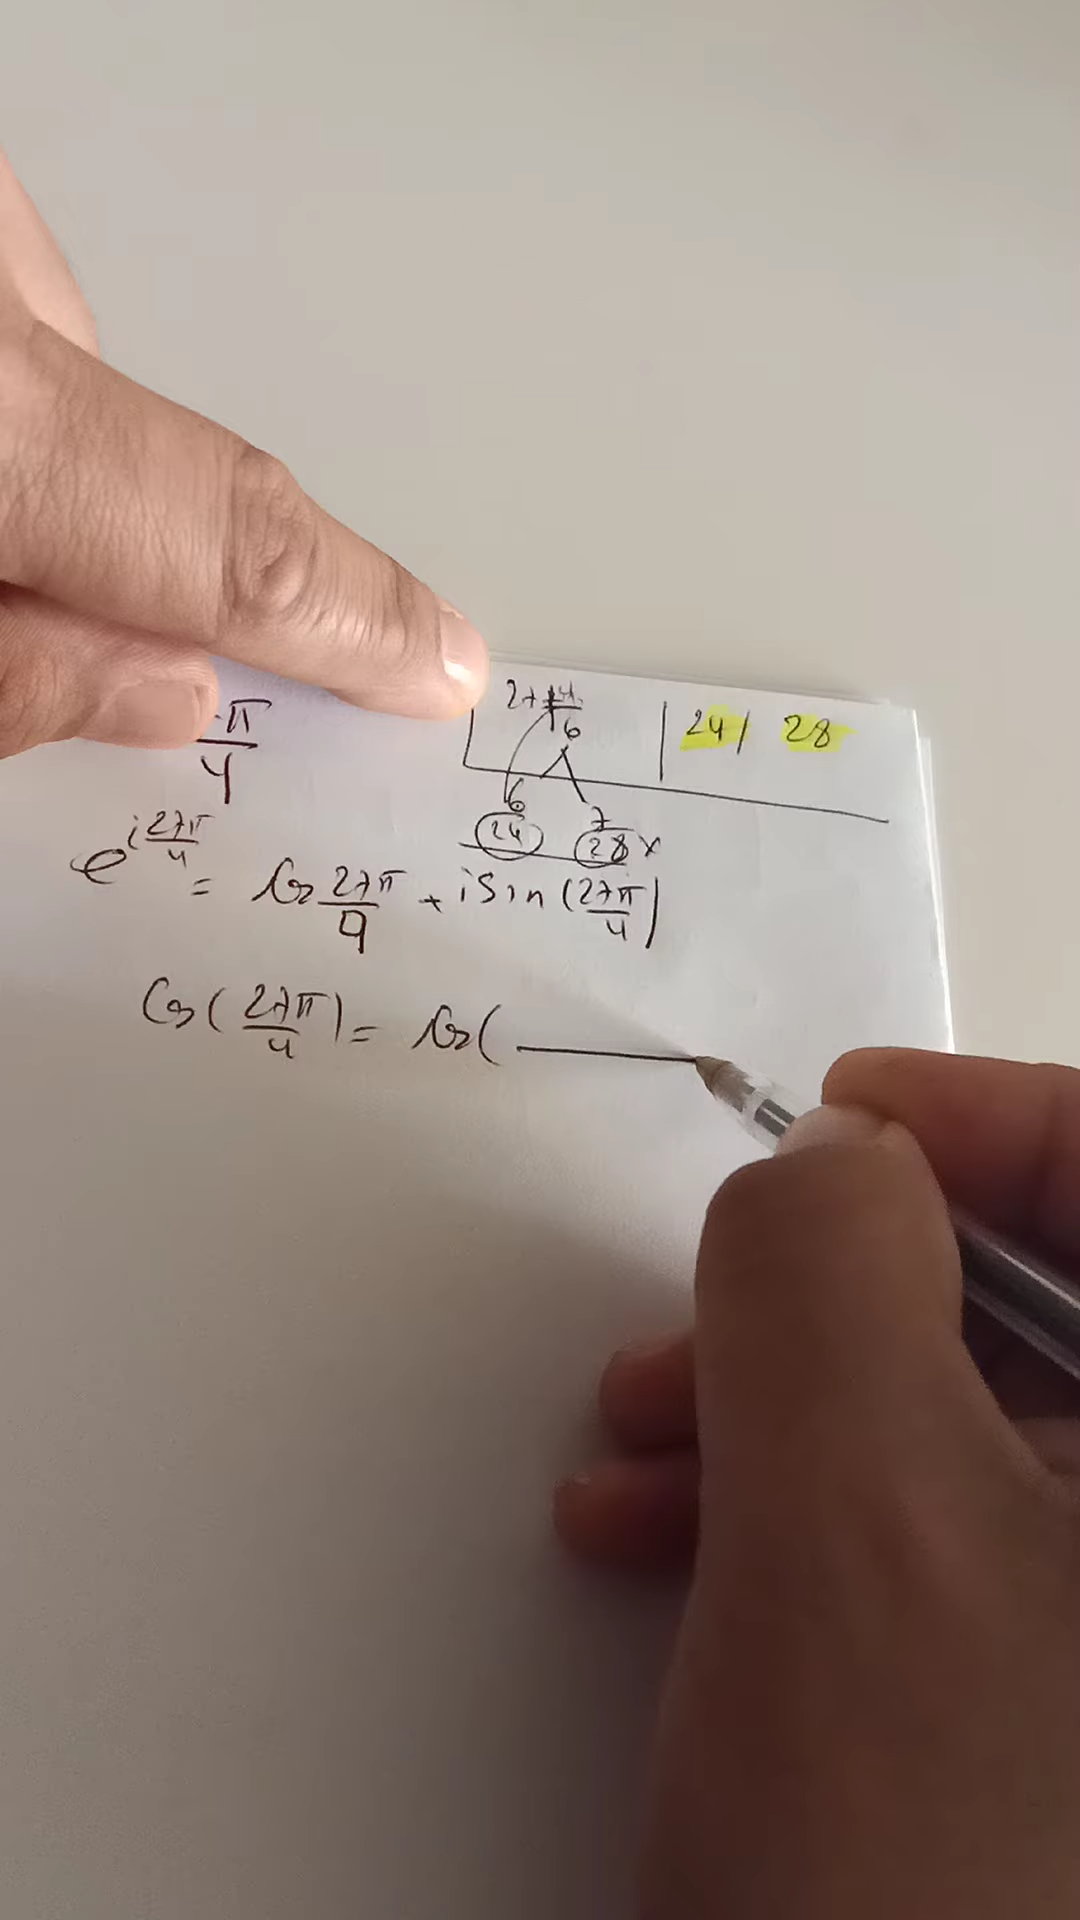 27 | 4
6
| 24 | 28
π/4
6 7
24 28 x
e^(i 27π/4) = Cos 27π/4 + i Sin (27π/4)
Cos (27π/4) = Cos (